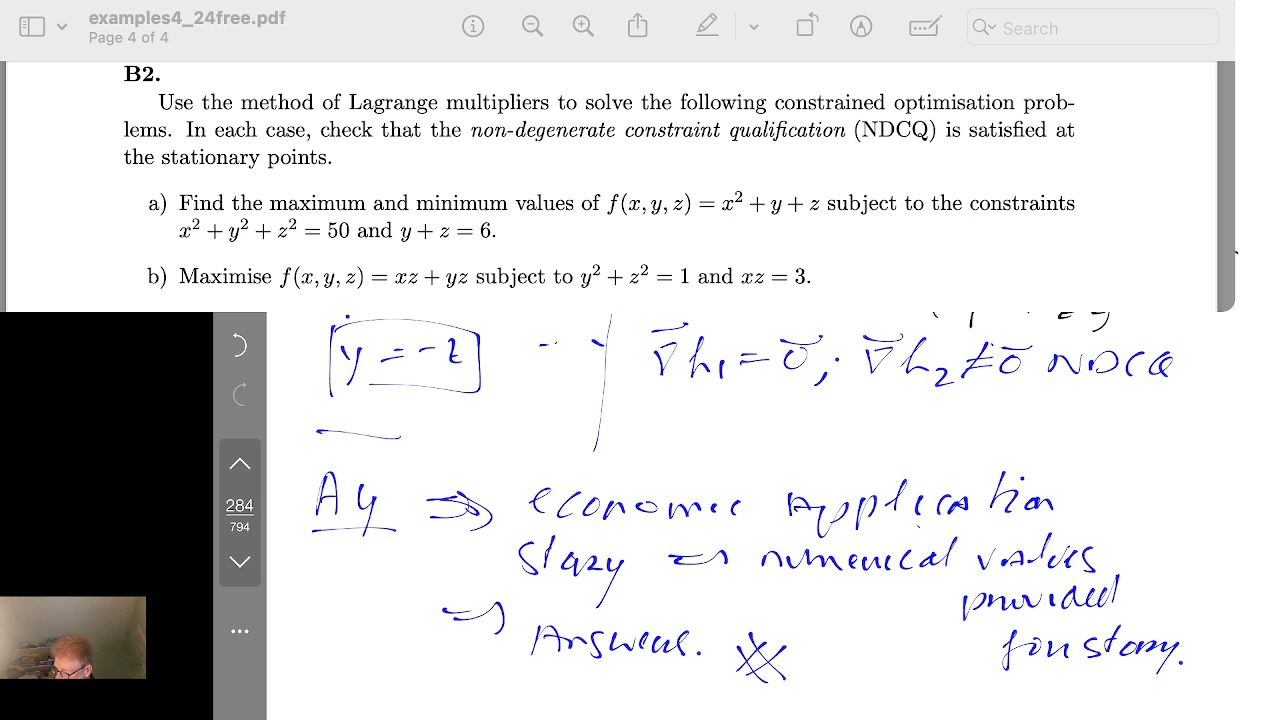 examples4_24free.pdf
Page 4 of 4
Search
B2.
Use the method of Lagrange multipliers to solve the following constrained optimisation prob-
lems. In each case, check that the non-degenerate constraint qualification (NDCQ) is satisfied at
the stationary points.
a) Find the maximum and minimum values of f(x, y, z) = x² + y + z subject to the constraints
x² + y² + z² = 50 and y + z = 6.
b) Maximise f(x, y, z) = xz + yz subject to y² + z² = 1 and xz = 3.
y = -z
∇h₁ = 0; ∇h₂ ≠ 0 NDCQ
A4 ⇒ economic application
story ⇒ numerical values
provided
⇒ Answers. for story.
284
794